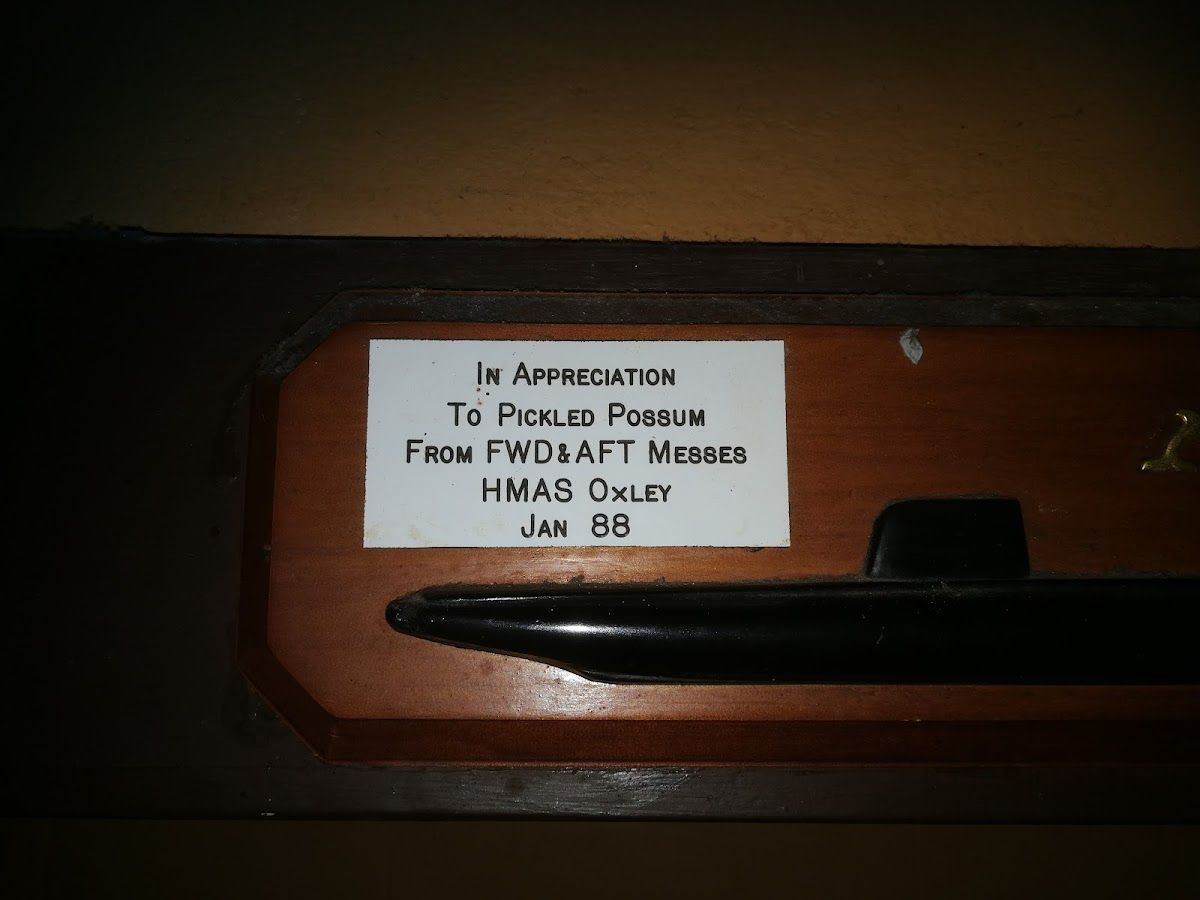 In Appreciation
To Pickled Possum
From FWD & AFT Messes
HMAS Oxley
Jan 88